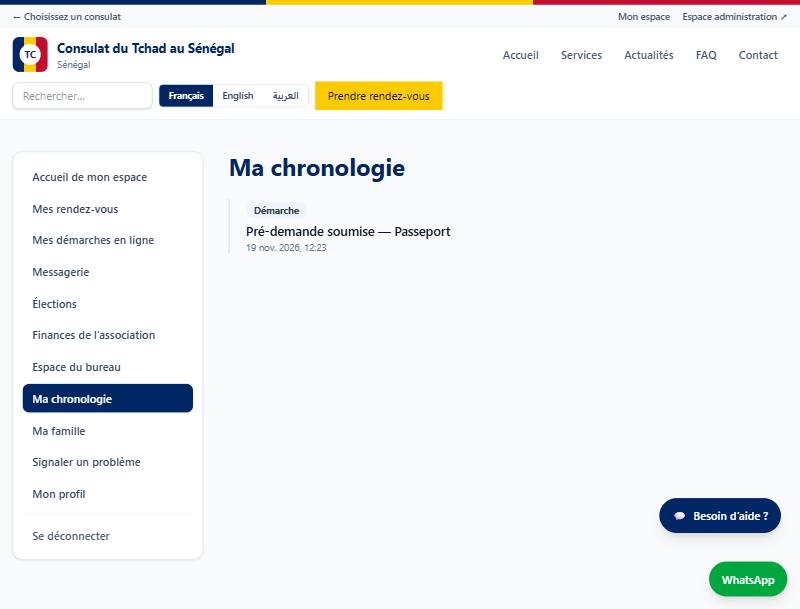 ← Choisissez un consulat
Mon espace
Espace administration ↗
TC
Consulat du Tchad au Sénégal
Sénégal
Accueil
Services
Actualités
FAQ
Contact
Rechercher...
Français
English
العربية
Prendre rendez-vous
Accueil de mon espace
Mes rendez-vous
Mes démarches en ligne
Messagerie
Élections
Finances de l'association
Espace du bureau
Ma chronologie
Ma famille
Signaler un problème
Mon profil
Se déconnecter
Ma chronologie
Démarche
Pré-demande soumise — Passeport
19 nov. 2026, 12:23
Besoin d'aide ?
WhatsApp